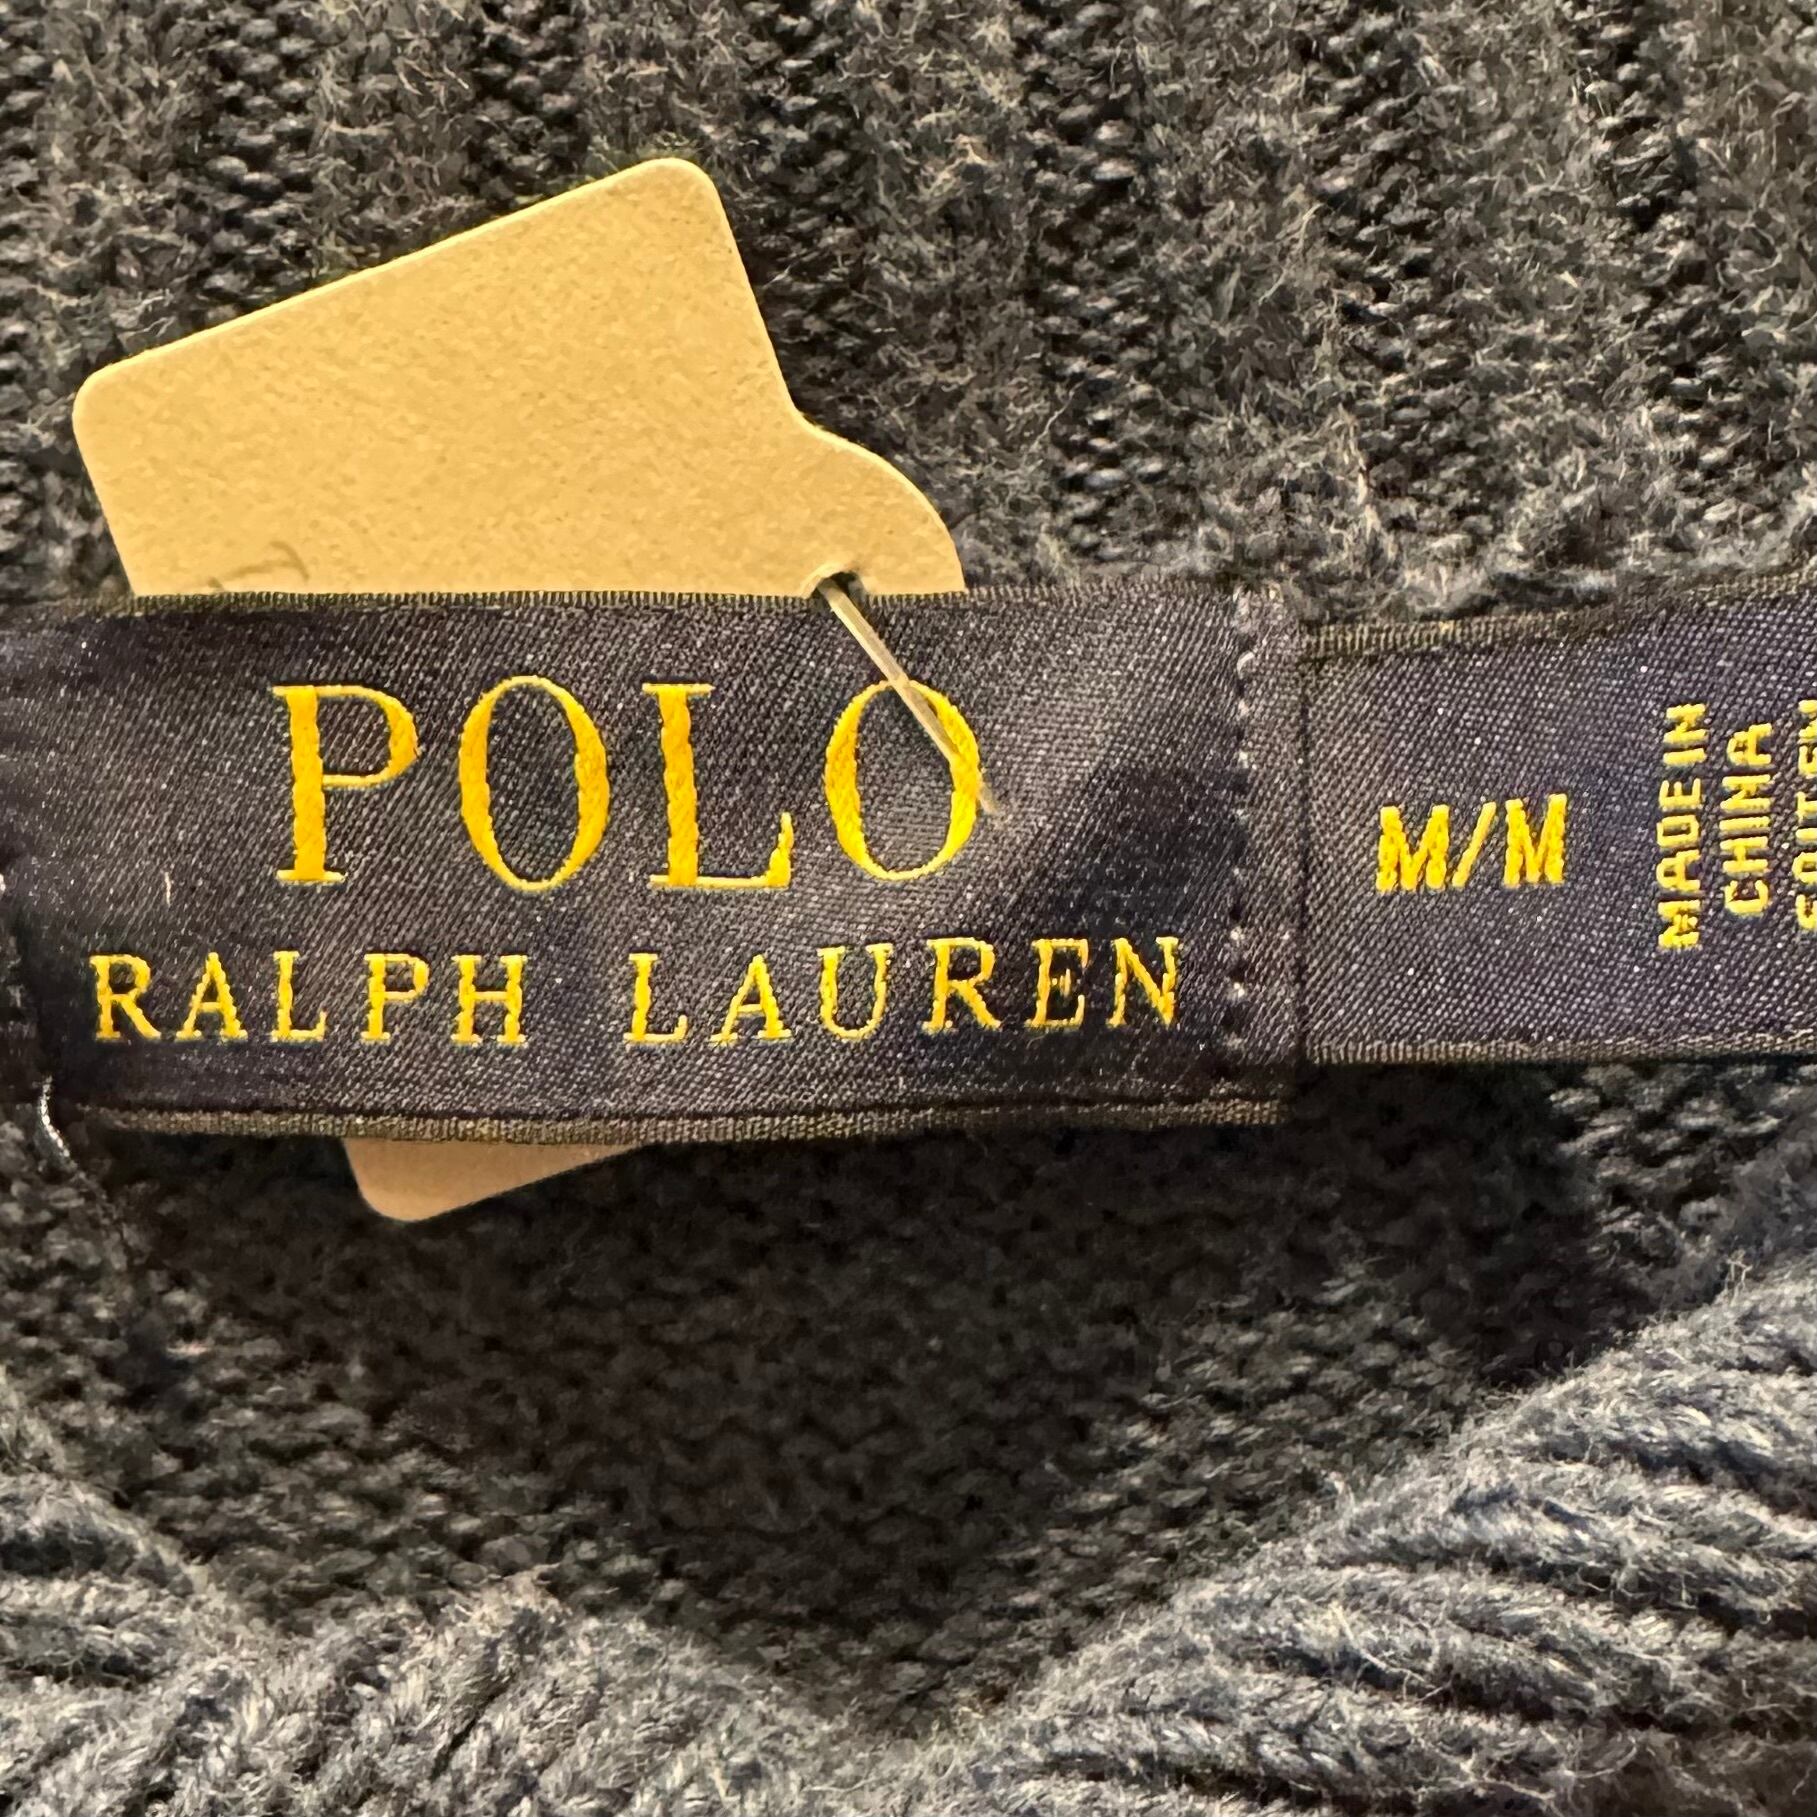 POLO
RALPH LAUREN
M/M
MADE IN
CHINA